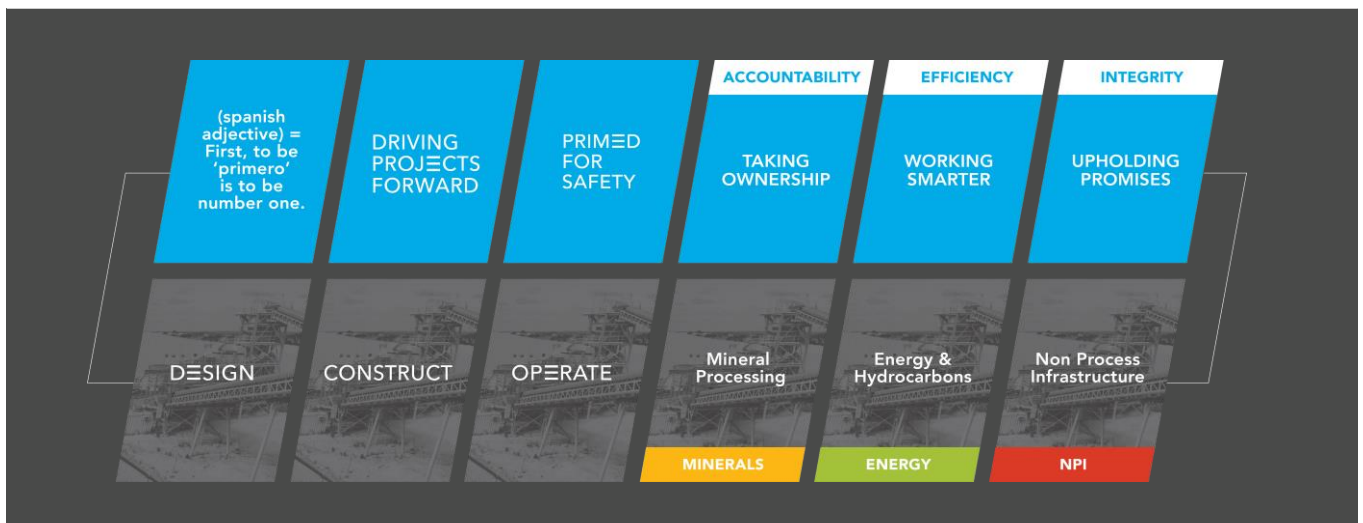 (spanish
adjective) =
First, to be
‘primero’
is to be
number one.
DRIVING
PROJECTS
FORWARD
PRIMED
FOR
SAFETY
ACCOUNTABILITY
TAKING
OWNERSHIP
EFFICIENCY
WORKING
SMARTER
INTEGRITY
UPHOLDING
PROMISES
DESIGN
CONSTRUCT
OPERATE
Mineral
Processing
MINERALS
Energy &
Hydrocarbons
ENERGY
Non Process
Infrastructure
NPI